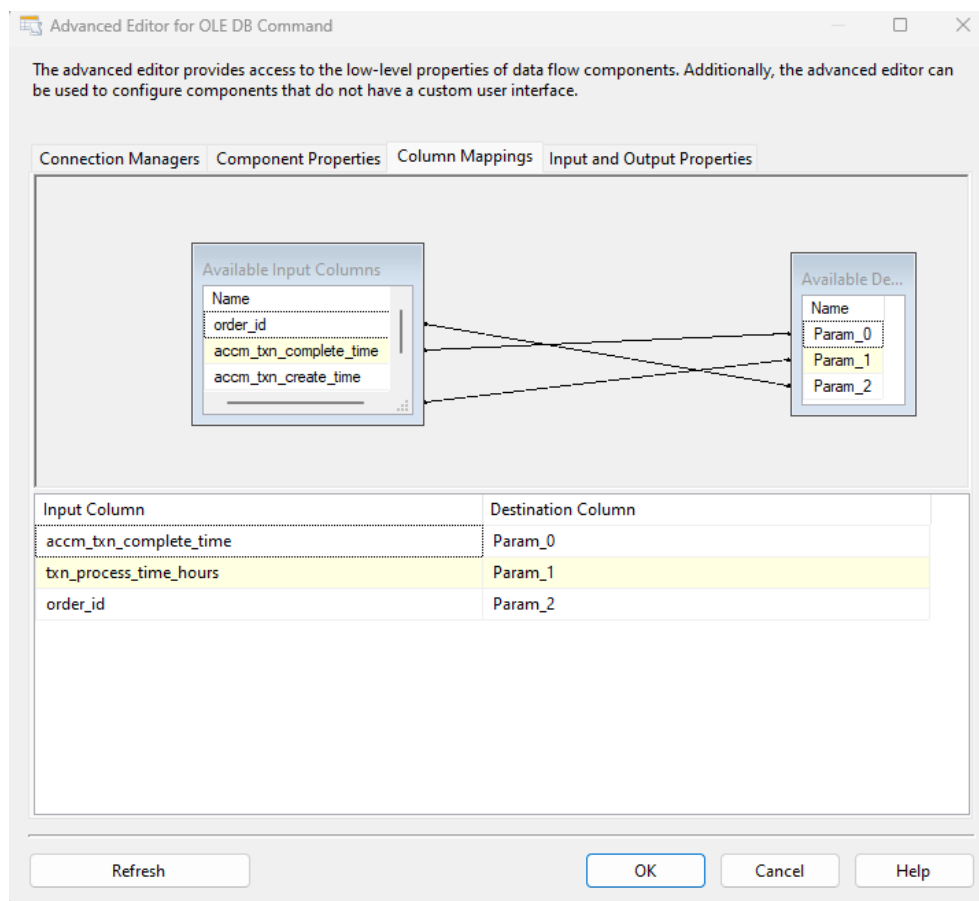 Advanced Editor for OLE DB Command
The advanced editor provides access to the low-level properties of data flow components. Additionally, the advanced editor can
be used to configure components that do not have a custom user interface.
Connection Managers Component Properties Column Mappings Input and Output Properties
Available Input Columns
Name
order_id
accm_txn_complete_time
accm_txn_create_time
Available De...
Name
Param_0
Param_1
Param_2
Input Column Destination Column
accm_txn_complete_time Param_0
txn_process_time_hours Param_1
order_id Param_2
Refresh OK Cancel Help